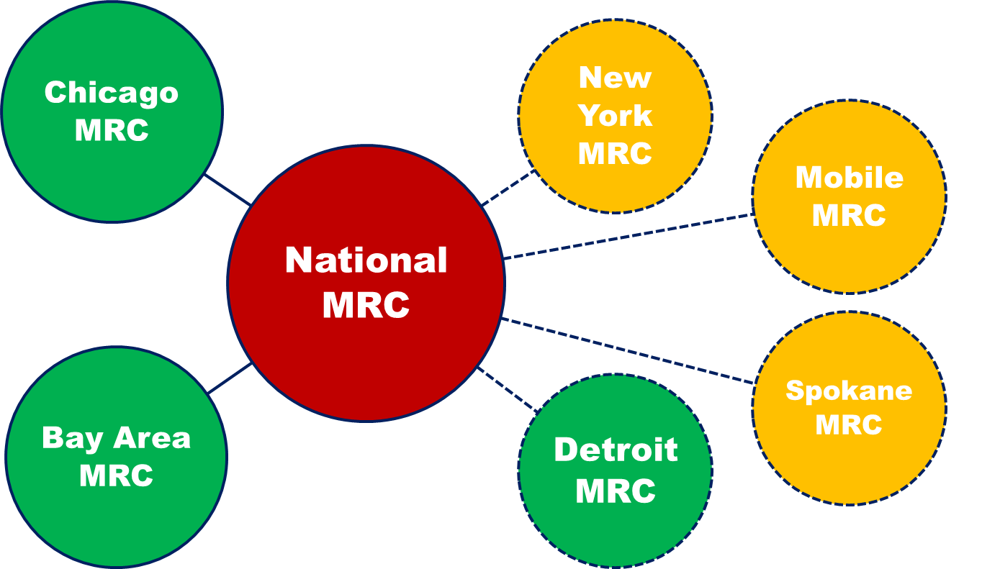 Chicago
MRC
New
York
MRC
Mobile
MRC
National
MRC
Spokane
MRC
Bay Area
MRC
Detroit
MRC